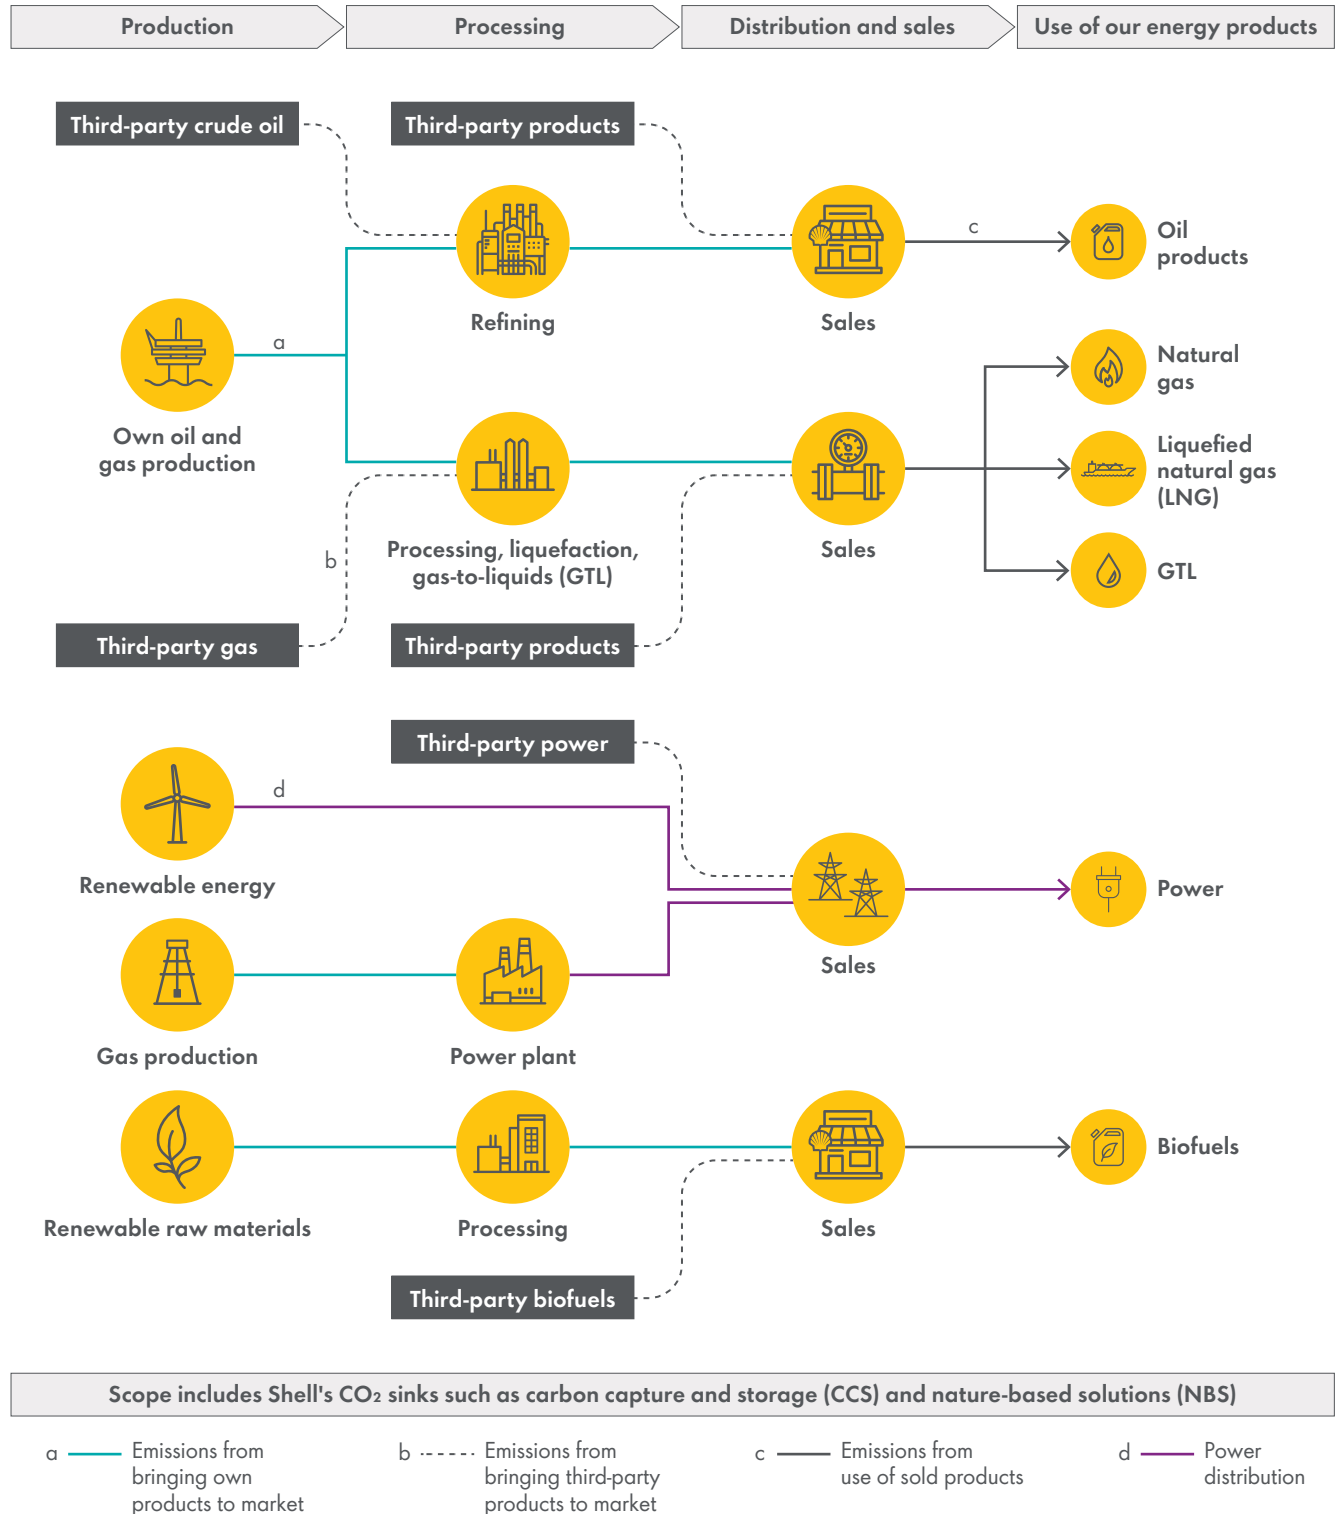 Production
Processing
Distribution and sales
Use of our energy products
Third-party crude oil
Third-party products
c
Oil
products
Refining
Sales
a
Natural
gas
Own oil and
gas production
Liquefied
natural gas
(LNG)
b
Processing, liquefaction,
gas-to-liquids (GTL)
Sales
GTL
Third-party gas
Third-party products
Third-party power
d
Renewable energy
Power
Sales
Gas production
Power plant
Biofuels
Renewable raw materials
Processing
Sales
Third-party biofuels
Scope includes Shell's CO₂ sinks such as carbon capture and storage (CCS) and nature-based solutions (NBS)
a
Emissions from
bringing own
products to market
b
Emissions from
bringing third-party
products to market
c
Emissions from
use of sold products
d
Power
distribution